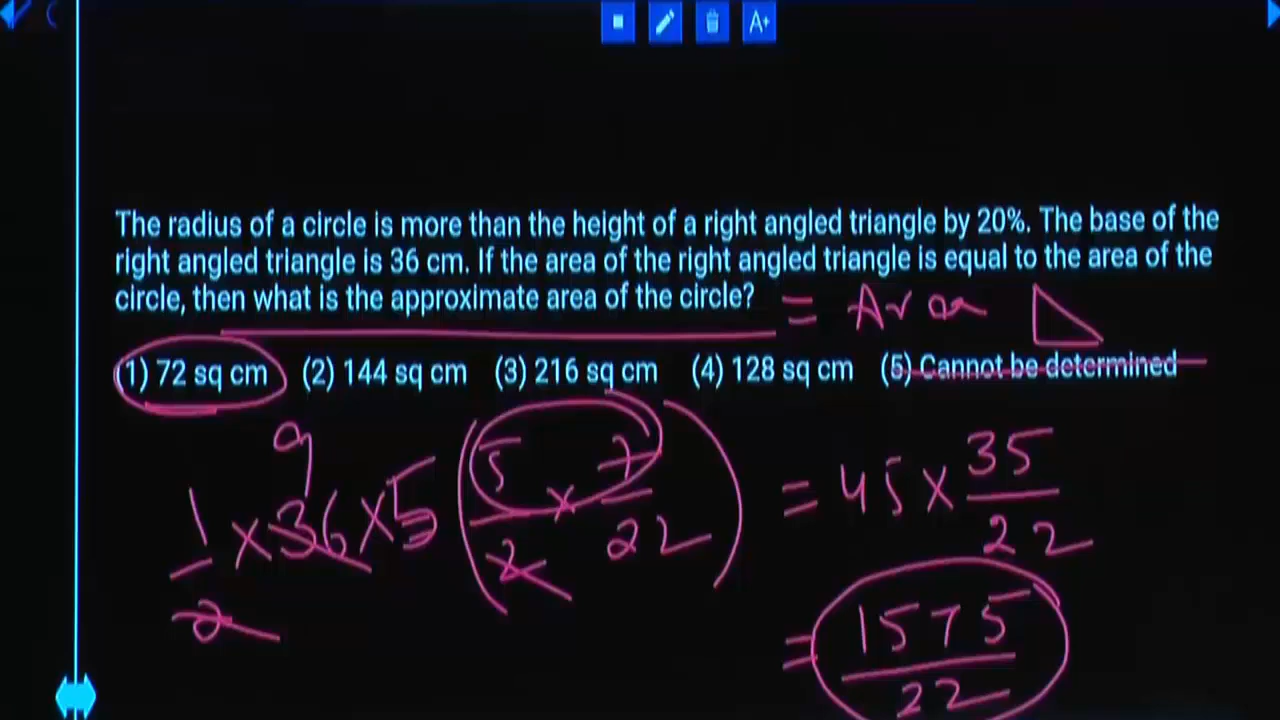 A+
The radius of a circle is more than the height of a right angled triangle by 20%. The base of the
right angled triangle is 36 cm. If the area of the right angled triangle is equal to the area of the
circle, then what is the approximate area of the circle? = Area
(1) 72 sq cm (2) 144 sq cm (3) 216 sq cm (4) 128 sq cm (5) Cannot be determined
9
1/2 × 36 × 5 (5/2 × 7/22) = 45 × 35/22
= 1575/22